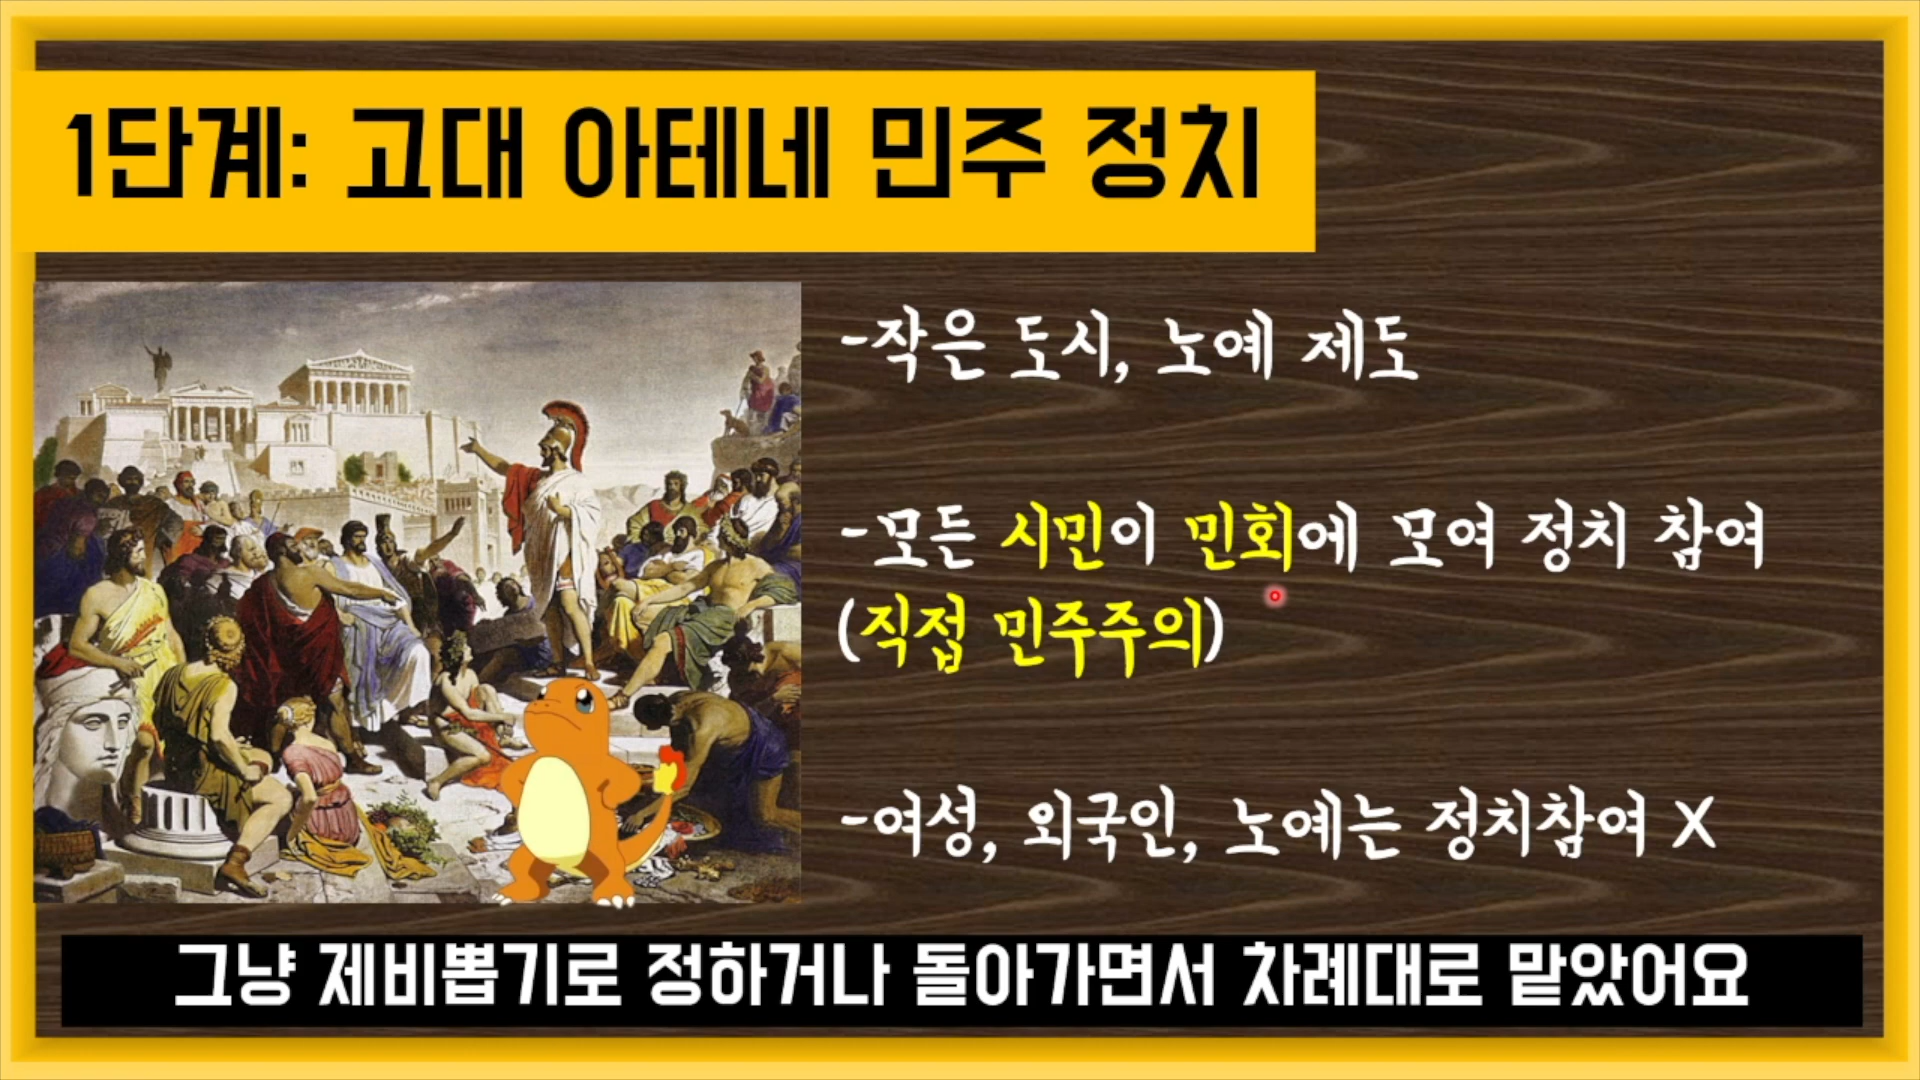 1단계: 고대 아테네 민주 정치
-작은 도시, 노예 제도
-모든 시민이 민회에 모여 정치 참여
(직접 민주주의)
-여성, 외국인, 노예는 정치참여 X
그냥 제비뽑기로 정하거나 돌아가면서 차례대로 맡았어요